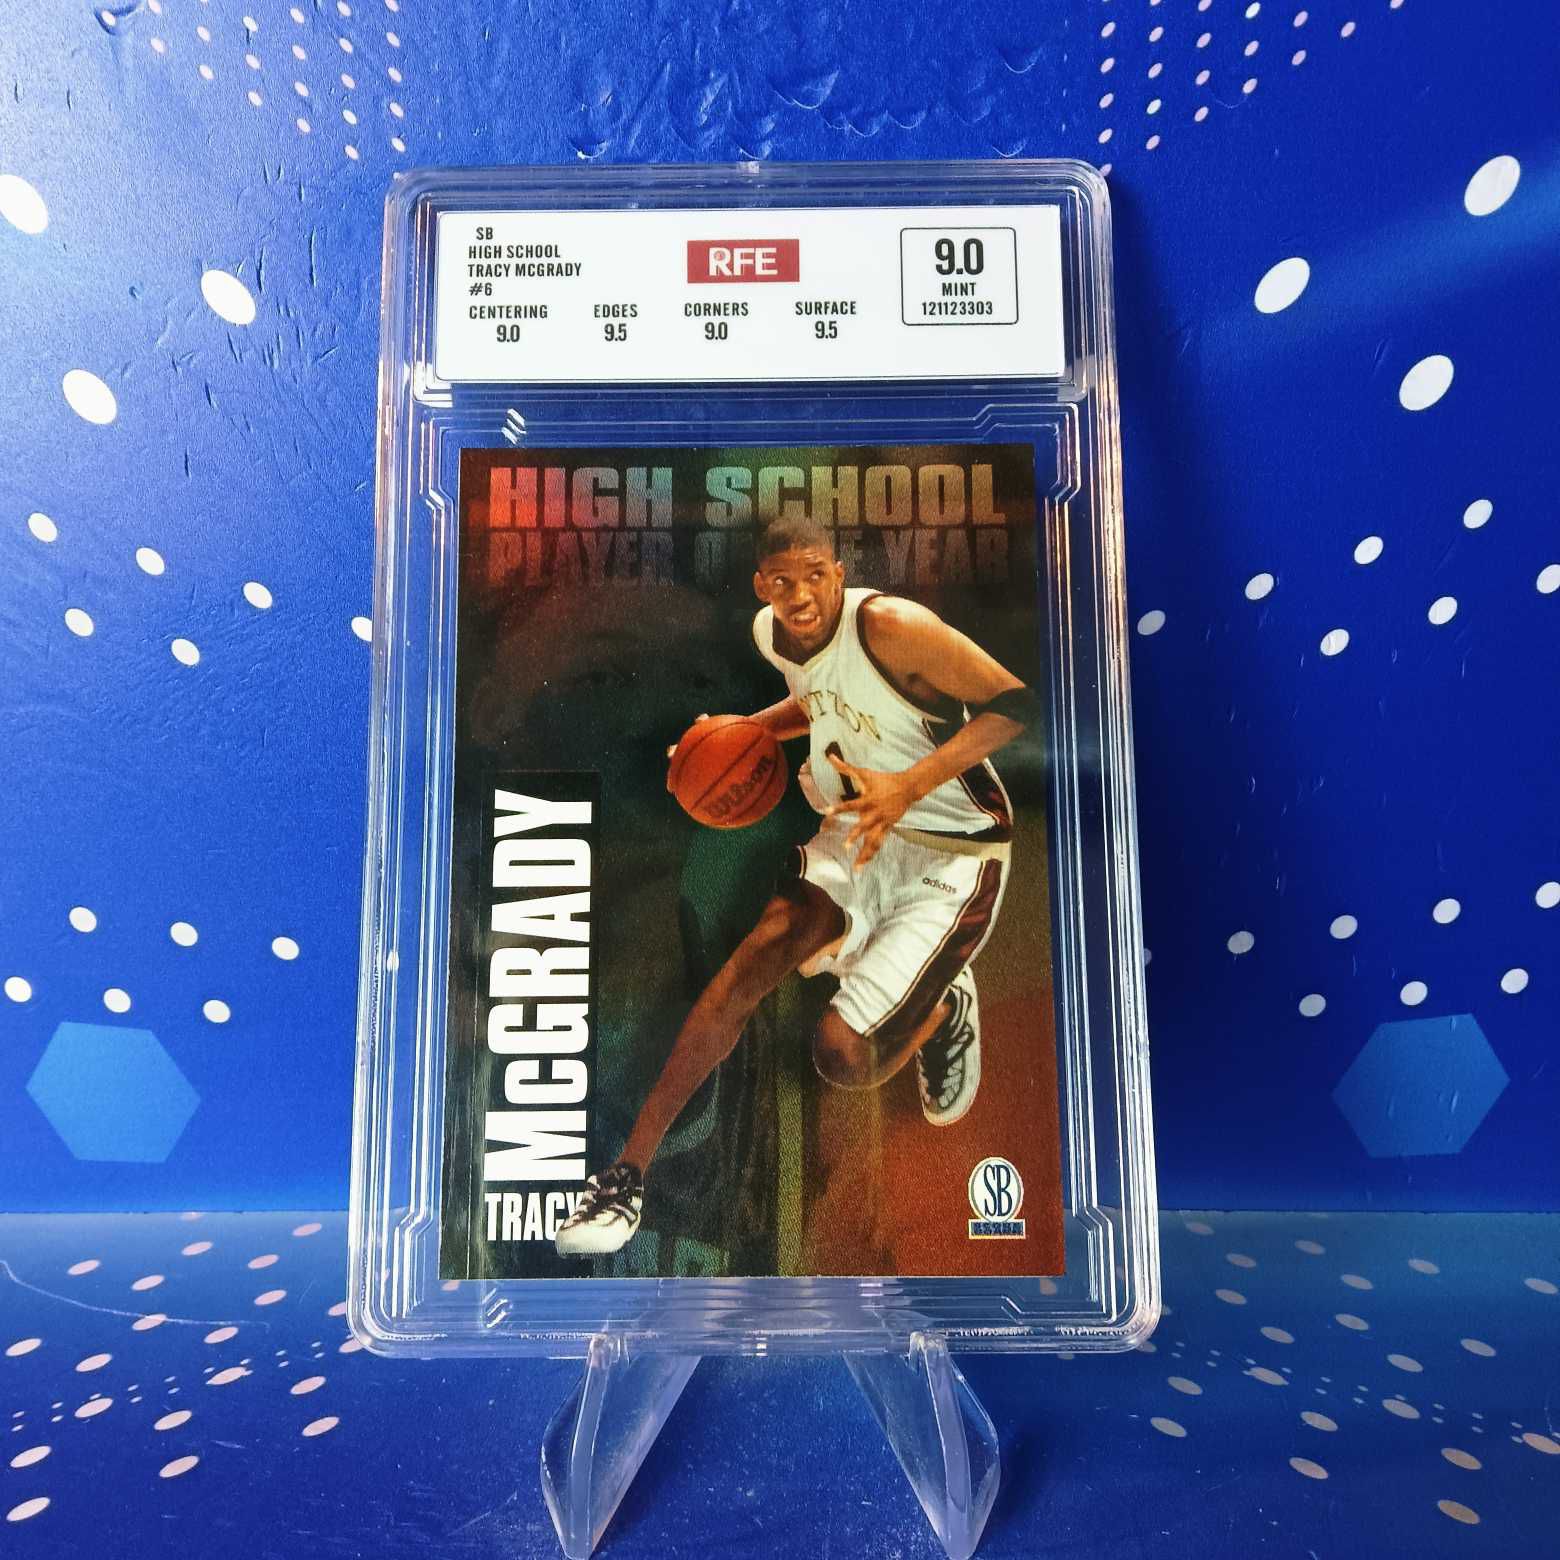 SB
HIGH SCHOOL
TRACY MCGRADY
#6
RFE
9.0
MINT
121123303
CENTERING EDGES CORNERS SURFACE
9.0 9.5 9.0 9.5
HIGH SCHOOL
PLAYER YEAR
1
Wilson
adidas
McGRADY
TRACY
SB